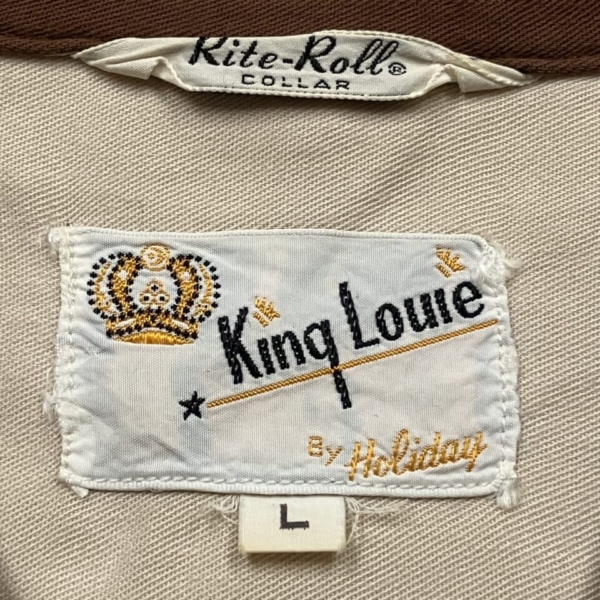 Rite-Roll®
COLLAR
King Louie
By Holiday
L